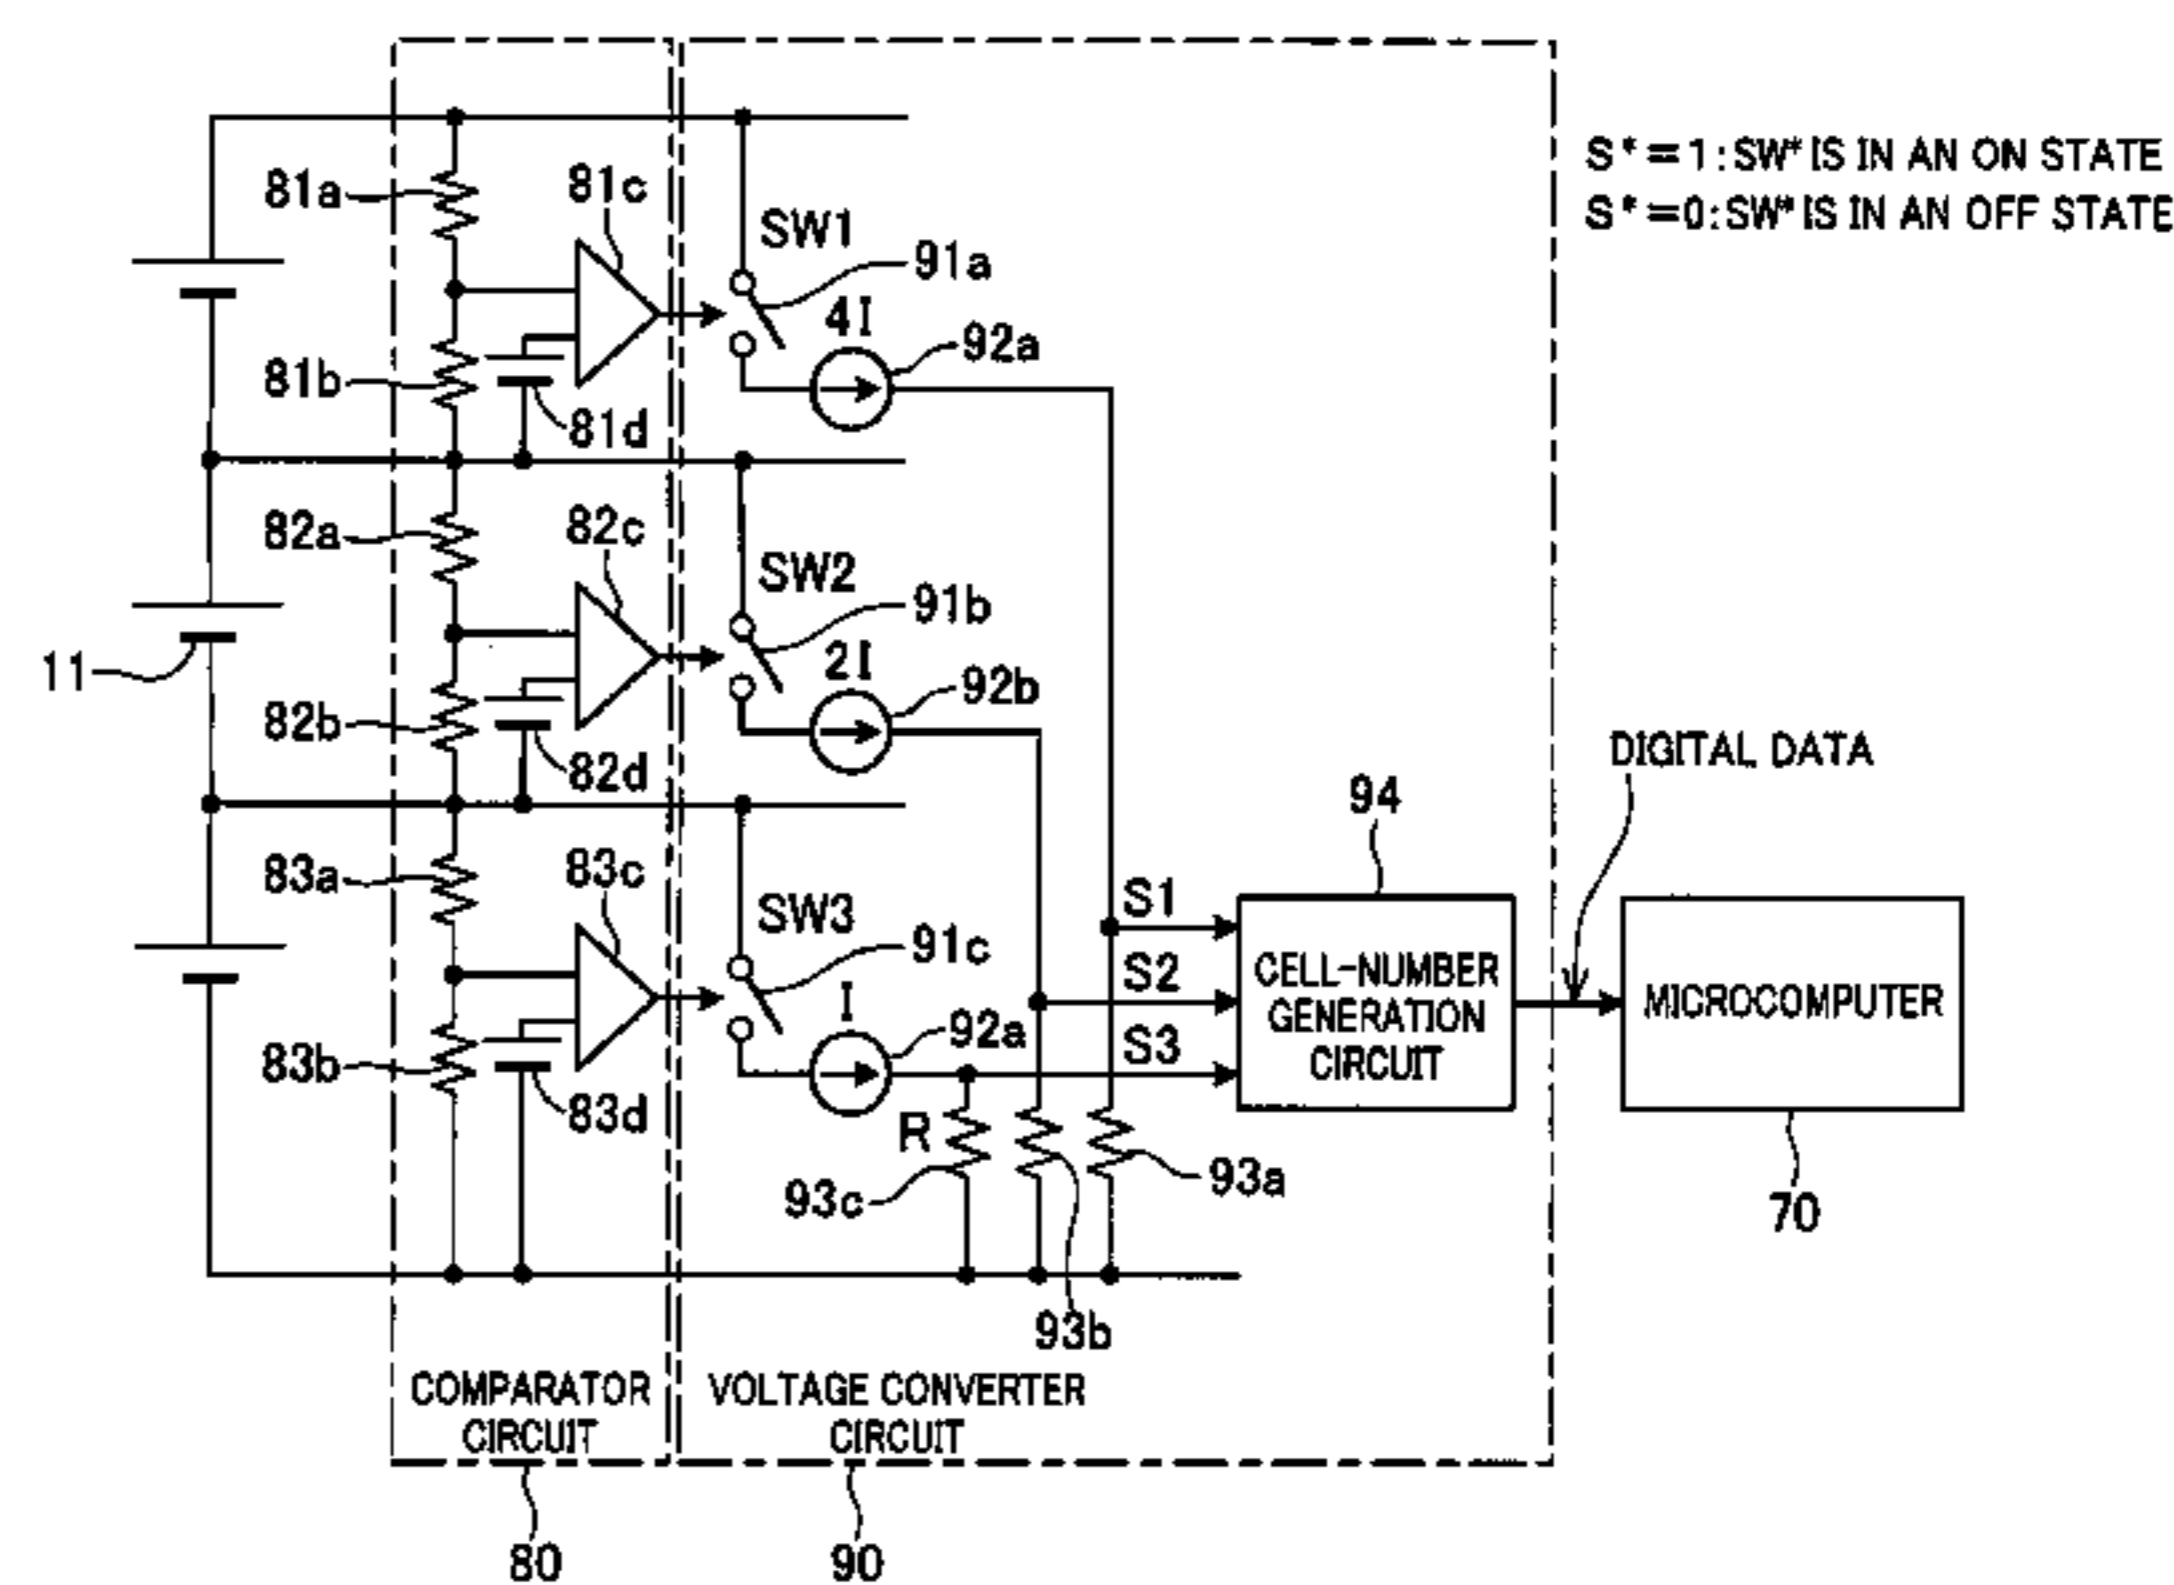 S*=1:SW* IS IN AN ON STATE
S*=0:SW* IS IN AN OFF STATE
81a
81c
SW1
91a
4I
92a
81b
81d
82a
82c
SW2
91b
2I
92b
11
82b
82d
DIGITAL DATA
94
83a
83c
SW3
91c
S1
S2
S3
I
92a
CELL-NUMBER
GENERATION
CIRCUIT
MICROCOMPUTER
83b
83d
R
93c
93a
70
93b
COMPARATOR
CIRCUIT
VOLTAGE CONVERTER
CIRCUIT
80
90